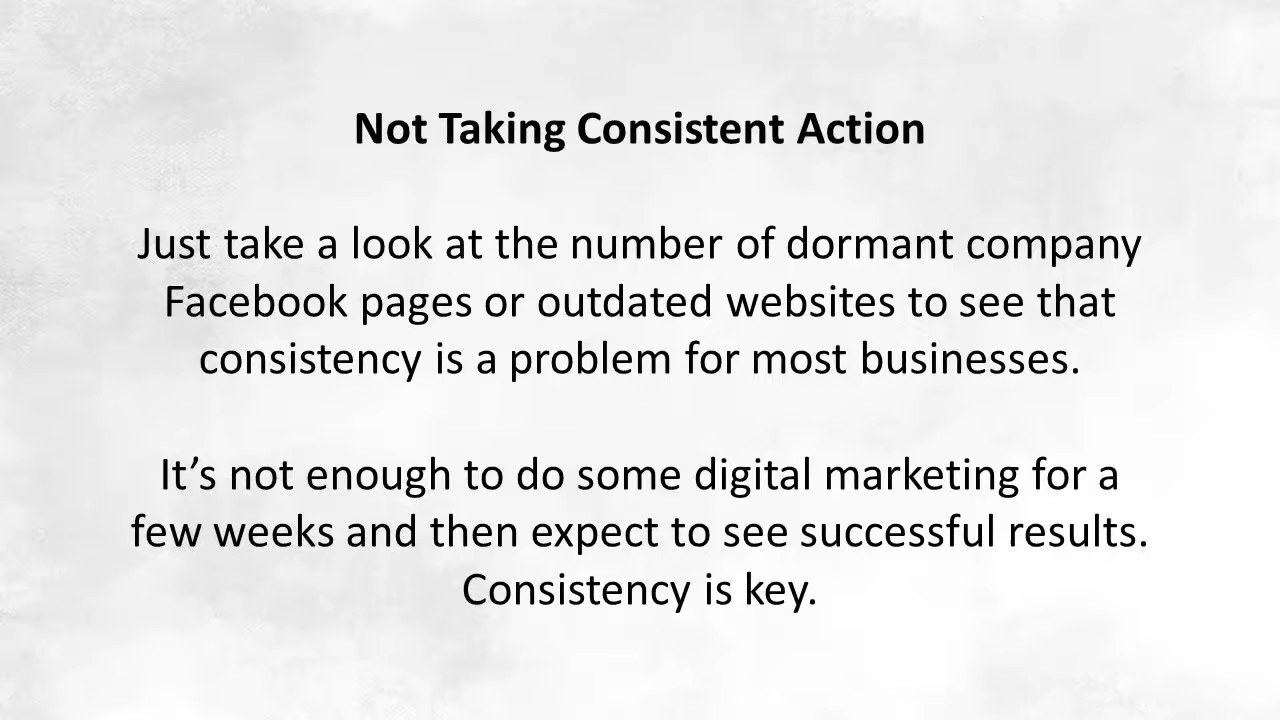 Not Taking Consistent Action
Just take a look at the number of dormant company
Facebook pages or outdated websites to see that
consistency is a problem for most businesses.
It’s not enough to do some digital marketing for a
few weeks and then expect to see successful results.
Consistency is key.